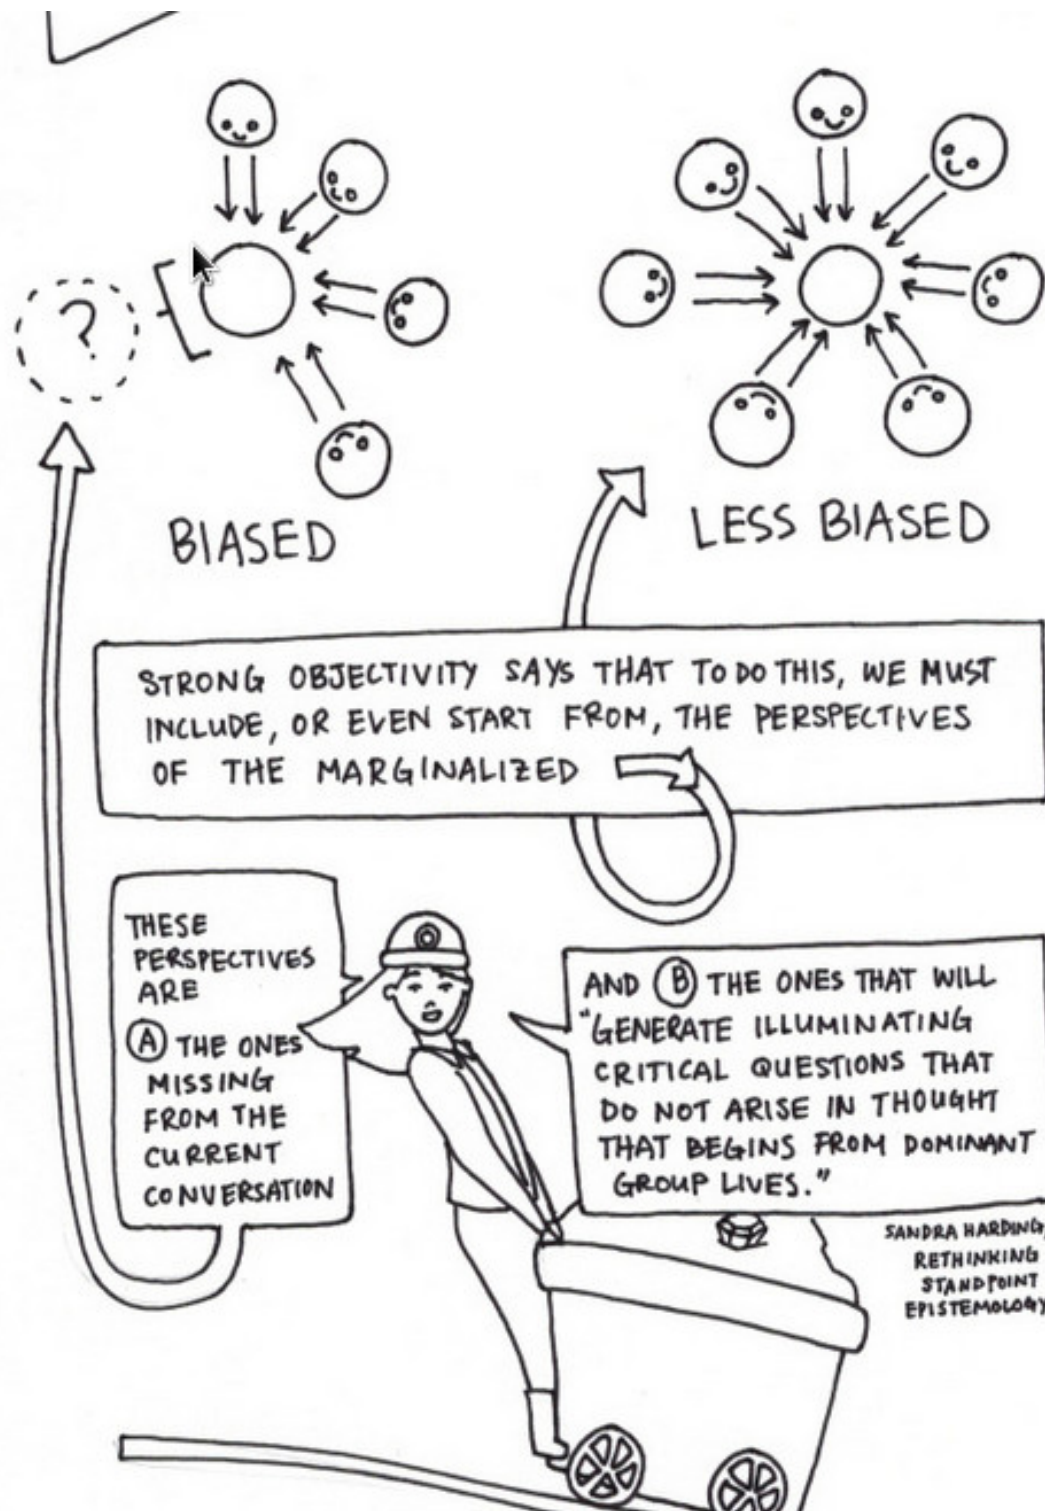 ?
BIASED
LESS BIASED
STRONG OBJECTIVITY SAYS THAT TO DO THIS, WE MUST
INCLUDE, OR EVEN START FROM, THE PERSPECTIVES
OF THE MARGINALIZED
THESE
PERSPECTIVES
ARE
A THE ONES
MISSING
FROM THE
CURRENT
CONVERSATION
AND B THE ONES THAT WILL
"GENERATE ILLUMINATING
CRITICAL QUESTIONS THAT
DO NOT ARISE IN THOUGHT
THAT BEGINS FROM DOMINANT
GROUP LIVES."
SANDRA HARDING,
RETHINKING
STANDPOINT
EPISTEMOLOGY